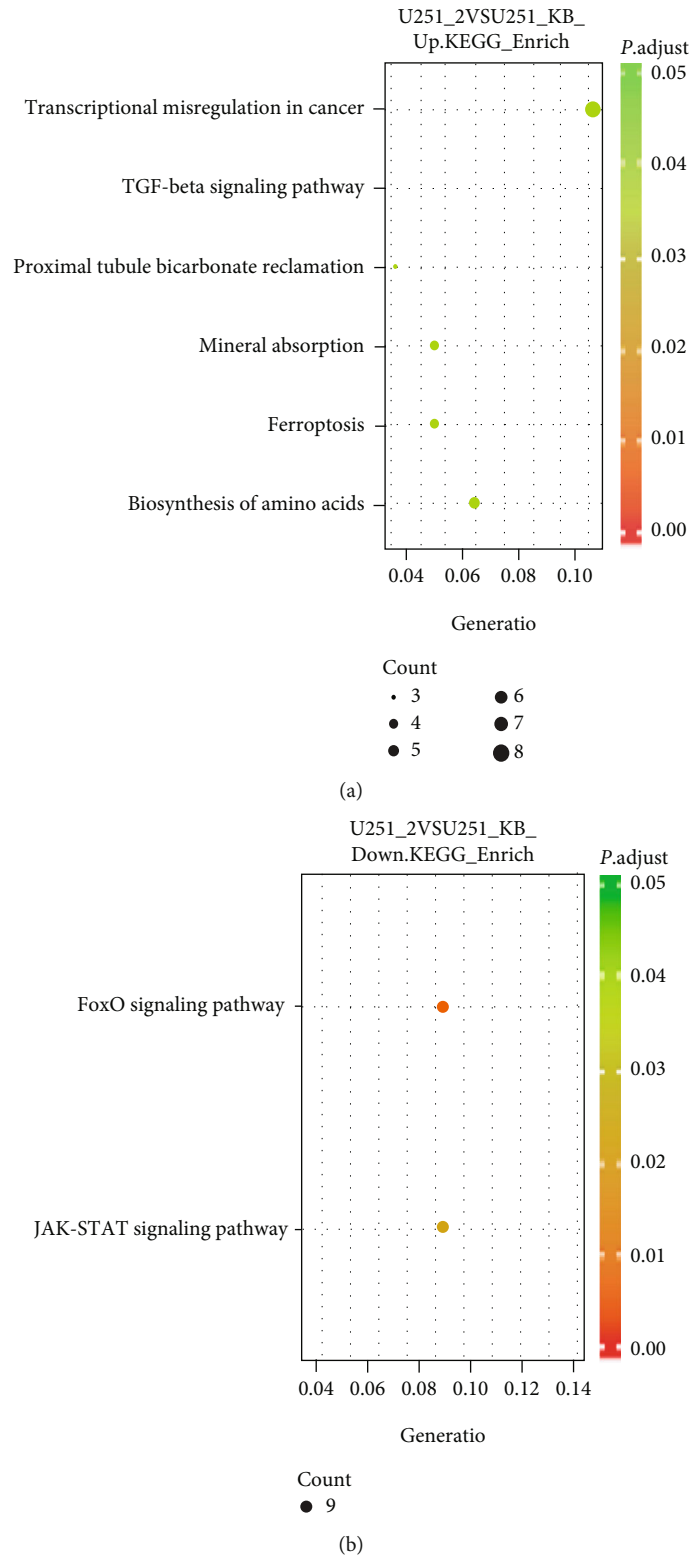 U251_2VSU251_KB_
Up.KEGG_Enrich
P.adjust
Transcriptional misregulation in cancer
TGF-beta signaling pathway
Proximal tubule bicarbonate reclamation
Mineral absorption
Ferroptosis
Biosynthesis of amino acids
0.05
0.04
0.03
0.02
0.01
0.00
0.04 0.06 0.08 0.10
Generatio
Count
3 6
4 7
5 8
(a)
U251_2VSU251_KB_
Down.KEGG_Enrich
P.adjust
FoxO signaling pathway
JAK-STAT signaling pathway
0.05
0.04
0.03
0.02
0.01
0.00
0.04 0.06 0.08 0.10 0.12 0.14
Generatio
Count
9
(b)